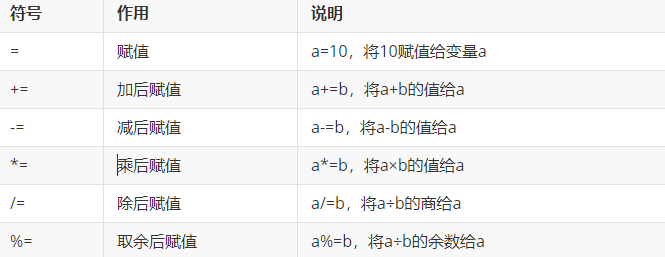 符号 作用 说明
= 赋值 a=10，将10赋值给变量a
+= 加后赋值 a+=b，将a+b的值给a
-= 减后赋值 a-=b，将a-b的值给a
*= 乘后赋值 a*=b，将a×b的值给a
/= 除后赋值 a/=b，将a÷b的商给a
%= 取余后赋值 a%=b，将a÷b的余数给a